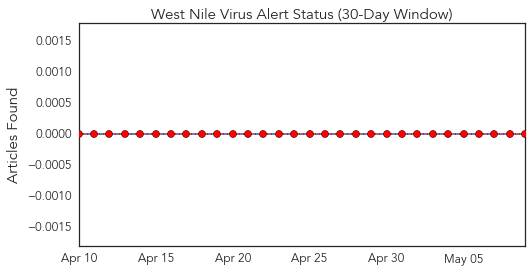 West Nile Virus Alert Status (30-Day Window)
Articles Found
0.0015
0.0010
0.0005
0.0000
−0.0005
−0.0010
−0.0015
Apr 10
Apr 15
Apr 20
Apr 25
Apr 30
May 05